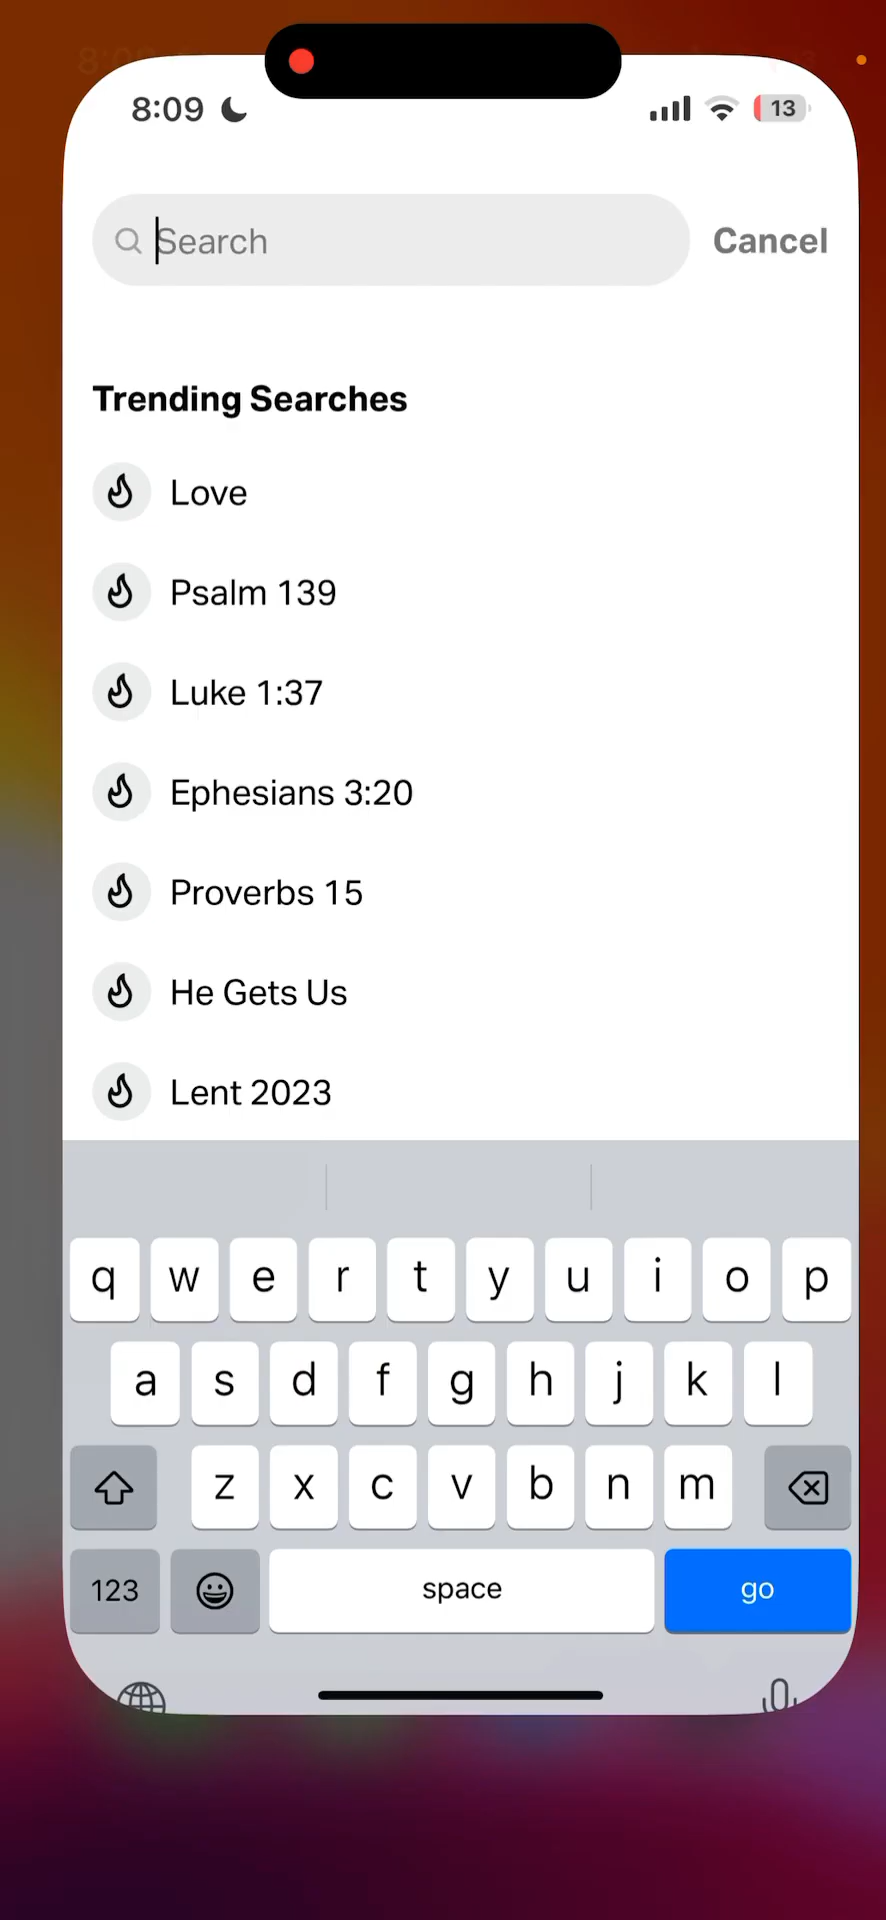 8:09
13
Search
Cancel
Trending Searches
Love
Psalm 139
Luke 1:37
Ephesians 3:20
Proverbs 15
He Gets Us
Lent 2023
q w e r t y u i o p
a s d f g h j k l
z x c v b n m
123 space go